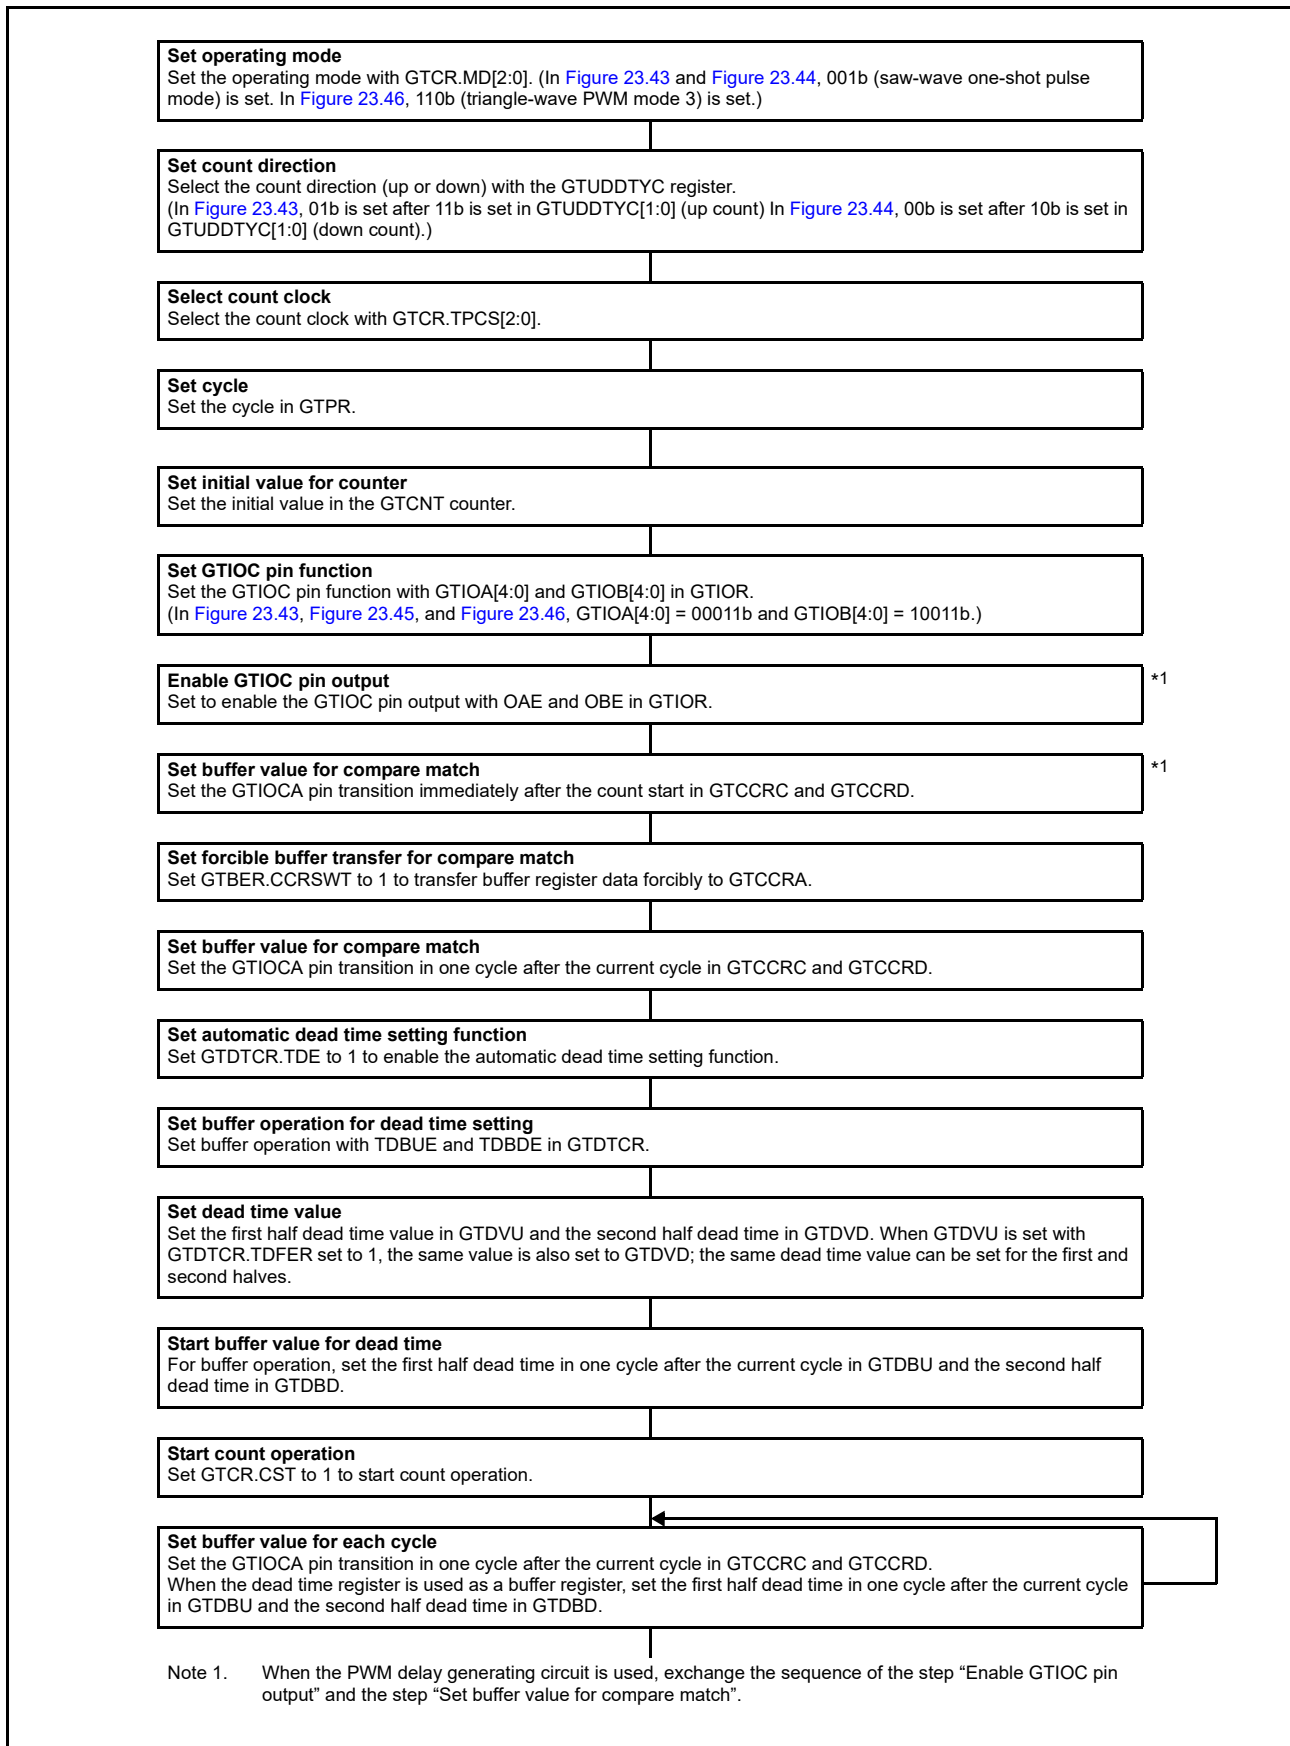 Set operating mode
Set the operating mode with GTCR.MD[2:0]. (In Figure 23.43 and Figure 23.44, 001b (saw-wave one-shot pulse
mode) is set. In Figure 23.46, 110b (triangle-wave PWM mode 3) is set.)
Set count direction
Select the count direction (up or down) with the GTUDDTYC register.
(In Figure 23.43, 01b is set after 11b is set in GTUDDTYC[1:0] (up count) In Figure 23.44, 00b is set after 10b is set in
GTUDDTYC[1:0] (down count).)
Select count clock
Select the count clock with GTCR.TPCS[2:0].
Set cycle
Set the cycle in GTPR.
Set initial value for counter
Set the initial value in the GTCNT counter.
Set GTIOC pin function
Set the GTIOC pin function with GTIOA[4:0] and GTIOB[4:0] in GTIOR.
(In Figure 23.43, Figure 23.45, and Figure 23.46, GTIOA[4:0] = 00011b and GTIOB[4:0] = 10011b.)
Enable GTIOC pin output *1
Set to enable the GTIOC pin output with OAE and OBE in GTIOR.
Set buffer value for compare match *1
Set the GTIOCA pin transition immediately after the count start in GTCCRC and GTCCRD.
Set forcible buffer transfer for compare match
Set GTBER.CCRSWT to 1 to transfer buffer register data forcibly to GTCCRA.
Set buffer value for compare match
Set the GTIOCA pin transition in one cycle after the current cycle in GTCCRC and GTCCRD.
Set automatic dead time setting function
Set GTDTCR.TDE to 1 to enable the automatic dead time setting function.
Set buffer operation for dead time setting
Set buffer operation with TDBUE and TDBDE in GTDTCR.
Set dead time value
Set the first half dead time value in GTDVU and the second half dead time in GTDVD. When GTDVU is set with
GTDTCR.TDFER set to 1, the same value is also set to GTDVD; the same dead time value can be set for the first and
second halves.
Start buffer value for dead time
For buffer operation, set the first half dead time in one cycle after the current cycle in GTDBU and the second half
dead time in GTDBD.
Start count operation
Set GTCR.CST to 1 to start count operation.
Set buffer value for each cycle
Set the GTIOCA pin transition in one cycle after the current cycle in GTCCRC and GTCCRD.
When the dead time register is used as a buffer register, set the first half dead time in one cycle after the current cycle
in GTDBU and the second half dead time in GTDBD.
Note 1. When the PWM delay generating circuit is used, exchange the sequence of the step “Enable GTIOC pin
output” and the step “Set buffer value for compare match”.